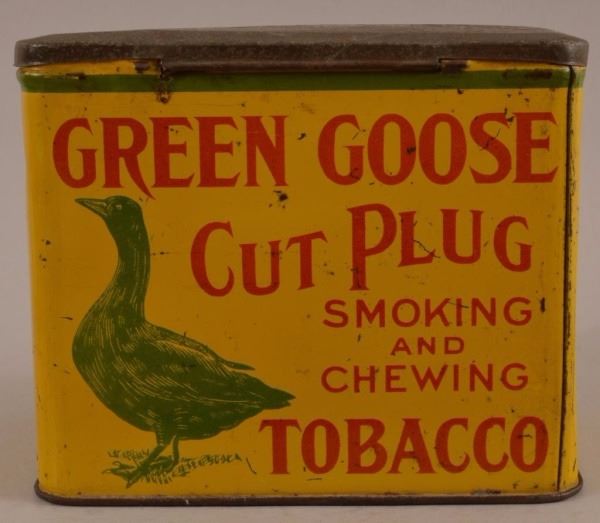 GREEN GOOSE
CUT PLUG
SMOKING
AND
CHEWING
TOBACCO